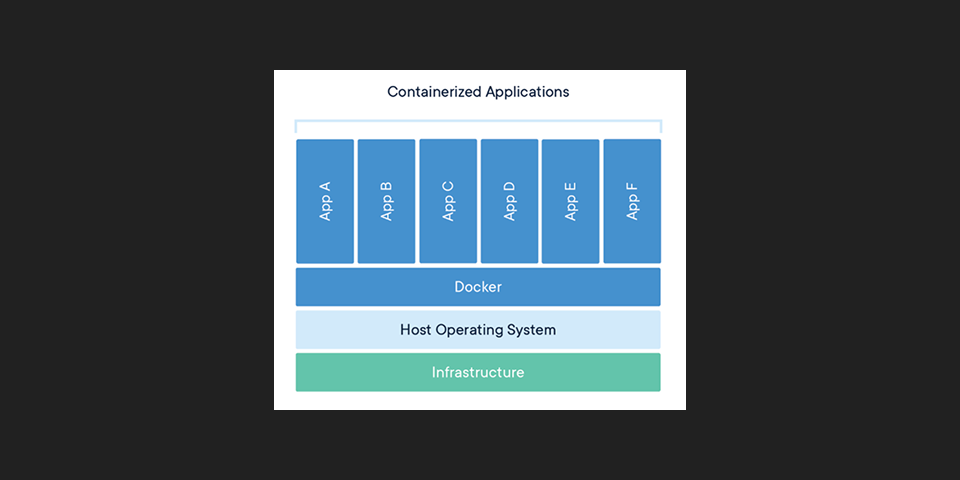 Containerized Applications
App A
App B
App C
App D
App E
App F
Docker
Host Operating System
Infrastructure